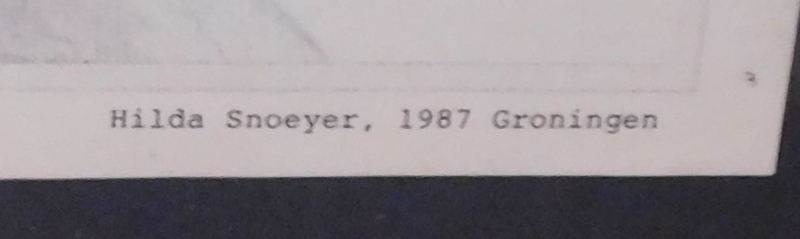 Hilda Snoeyer, 1987 Groningen